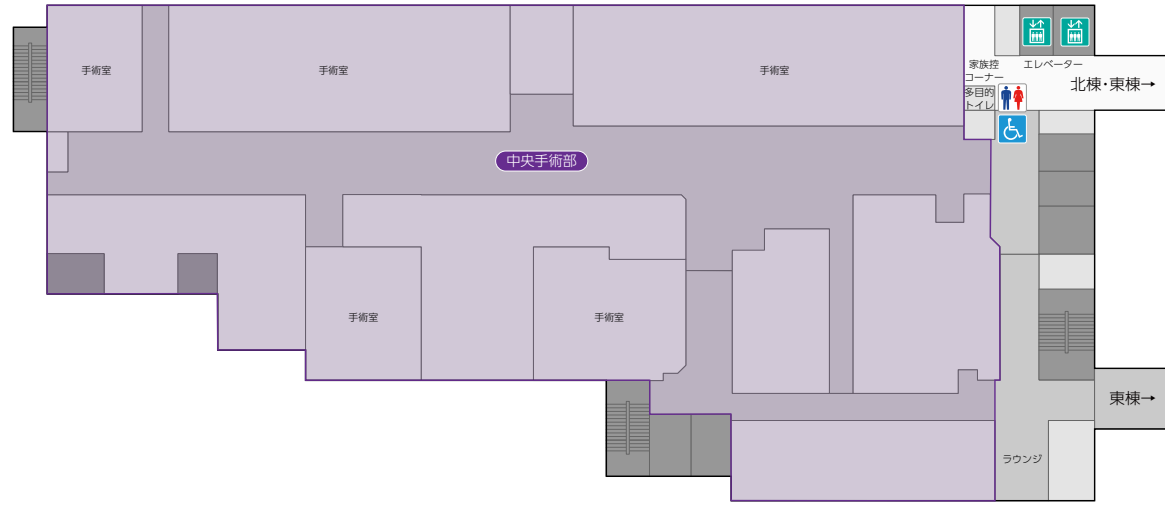 手術室
手術室
手術室
家族控
コーナー
エレベーター
北棟・東棟→
多目的
トイレ
中央手術部
手術室
手術室
東棟→
ラウンジ